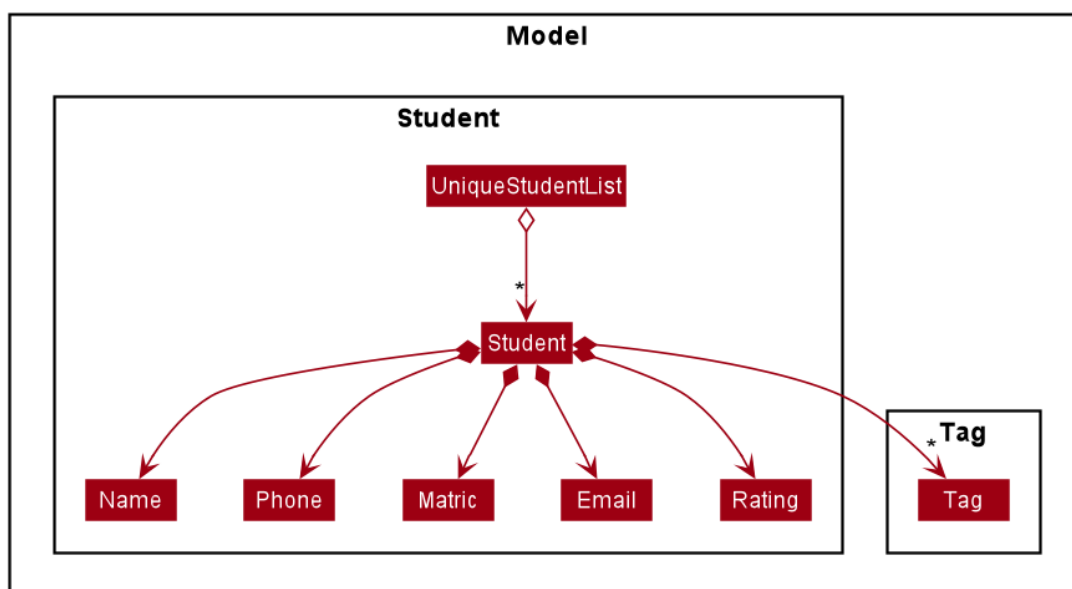 Model
Student
UniqueStudentList
*
Student
Tag
*
Name
Phone
Matric
Email
Rating
Tag